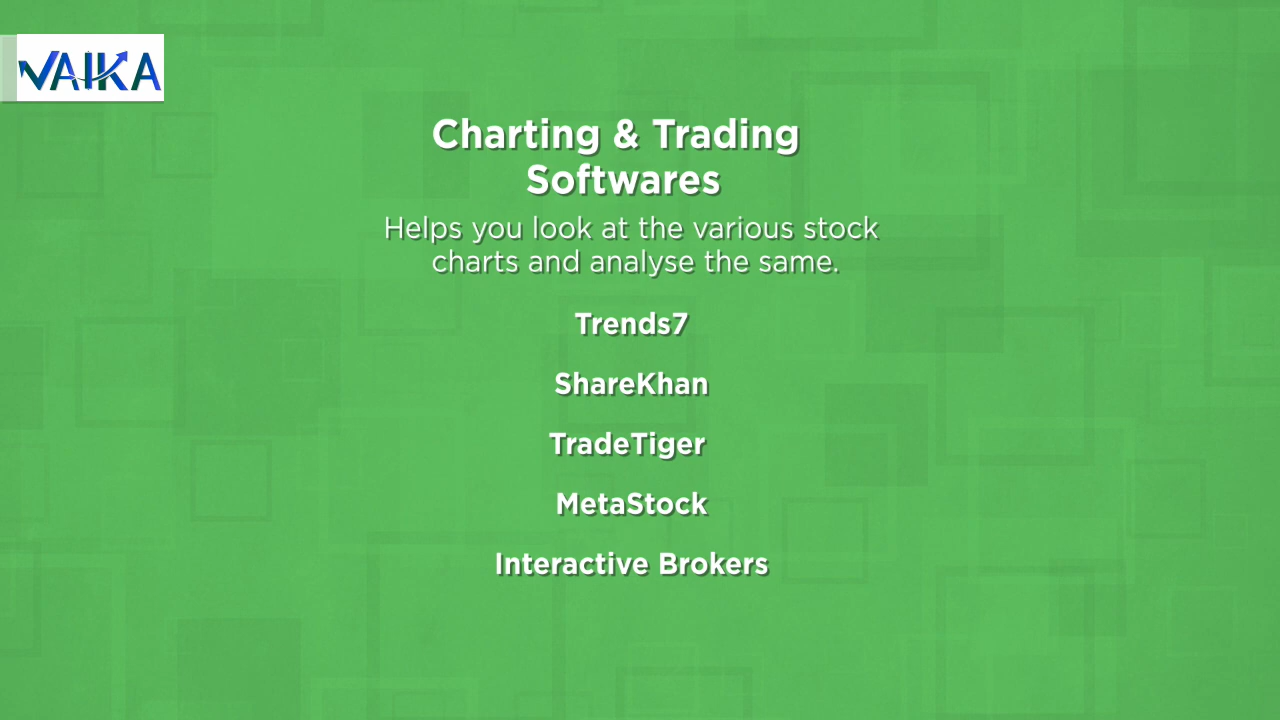 VAIKA
Charting & Trading
Softwares
Helps you look at the various stock
charts and analyse the same.
Trends7
ShareKhan
TradeTiger
MetaStock
Interactive Brokers